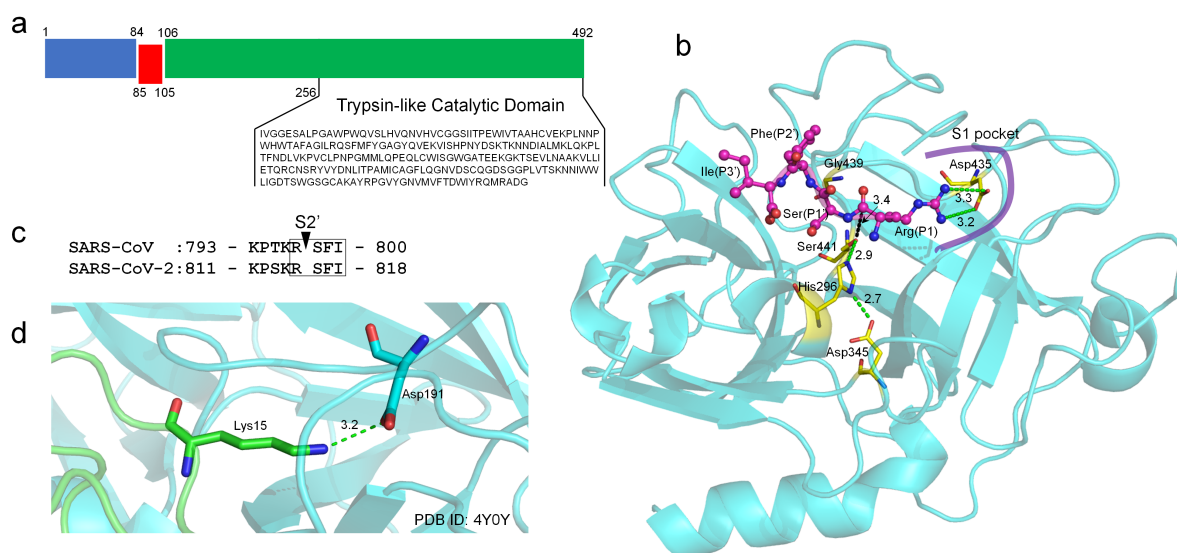 a
1
84
106
492
85
105
256
Trypsin-like Catalytic Domain
IVGGESALPGAWPWQVSLHVQNVHVCGGSIITPEWIVTAAHCVEKPLNNP
WHWTAFAGILRQSFMFYGAGYQVEKVISHPNYDSKTKNNDIALMKLQKPL
TFNDLVKPVCLPNPGMMLQPEQLCWISGWGATEEKGKTSEVLNAAKVLLI
ETQRCNSRYVYDNLITPAMICAGFLQGNVDSCQGDSGGPLVTSKNNIWW
LIGDTSWGSGCAKAYRPGVYGNVMVFTDWIYRQMRADG
b
Phe(P2')
S1 pocket
Gly439
Asp435
Ile(P3')
3.3
3.4
3.2
Ser(P1')
Arg(P1)
Ser441
2.9
His296
2.7
Asp345
c
S2'
SARS-CoV :793 - KPTKR SFI - 800
SARS-CoV-2:811 - KPSKR SFI - 818
d
Asp191
Lys15
3.2
PDB ID: 4Y0Y